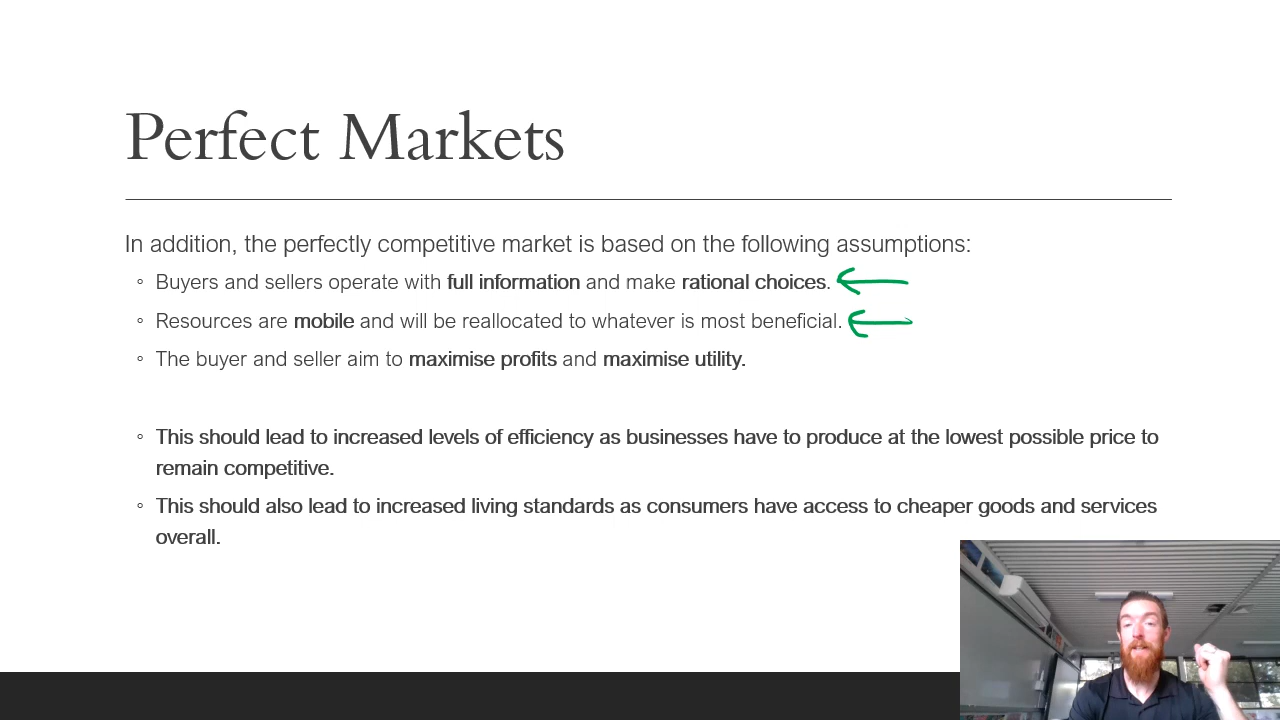 Perfect Markets
In addition, the perfectly competitive market is based on the following assumptions:
◦ Buyers and sellers operate with full information and make rational choices.
◦ Resources are mobile and will be reallocated to whatever is most beneficial.
◦ The buyer and seller aim to maximise profits and maximise utility.
◦ This should lead to increased levels of efficiency as businesses have to produce at the lowest possible price to
remain competitive.
◦ This should also lead to increased living standards as consumers have access to cheaper goods and services
overall.